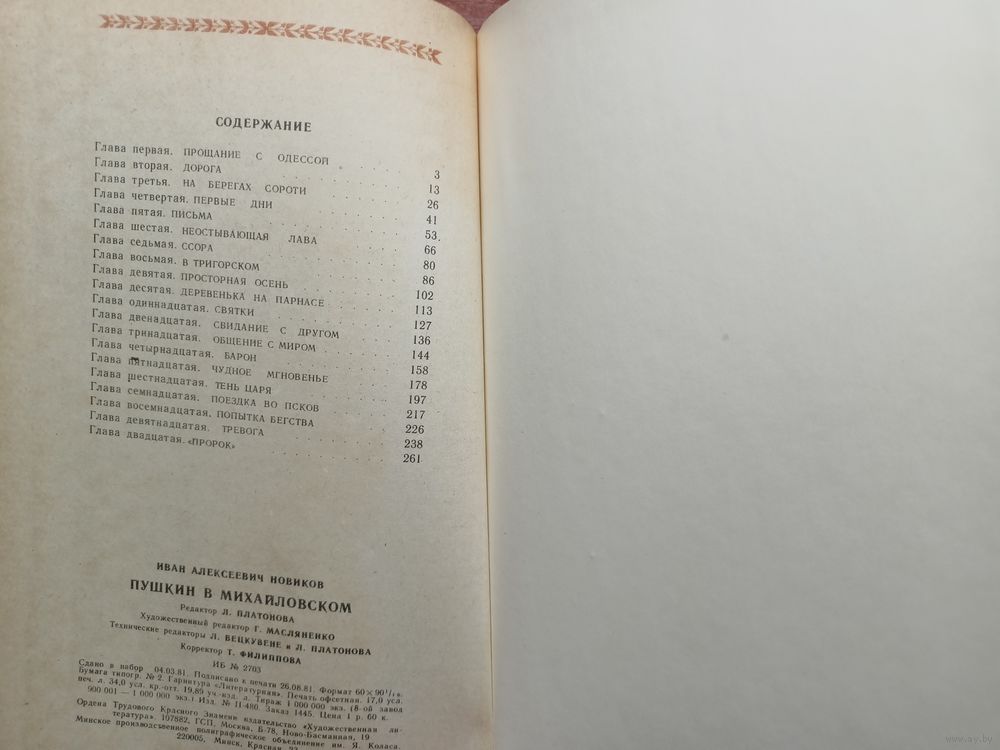 СОДЕРЖАНИЕ
Глава первая. ПРОЩАНИЕ С ОДЕССОЙ . . . . 3
Глава вторая. ДОРОГА . . . . 13
Глава третья. НА БЕРЕГАХ СОРОТИ . . . . 26
Глава четвертая. ПЕРВЫЕ ДНИ . . . . 41
Глава пятая. ПИСЬМА . . . . 53
Глава шестая. НЕОСТЫВАЮЩАЯ ЛАВА . . . . 66
Глава седьмая. ССОРА . . . . 80
Глава восьмая. В ТРИГОРСКОМ . . . . 86
Глава девятая. ПРОСТОРНАЯ ОСЕНЬ . . . . 102
Глава десятая. ДЕРЕВЕНЬКА НА ПАРНАСЕ . . . . 113
Глава одиннадцатая. СВЯТКИ . . . . 127
Глава двенадцатая. СВИДАНИЕ С ДРУГОМ . . . . 136
Глава тринадцатая. ОБЩЕНИЕ С МИРОМ . . . . 144
Глава четырнадцатая. БАРОН . . . . 158
Глава пятнадцатая. ЧУДНОЕ МГНОВЕНЬЕ . . . . 178
Глава шестнадцатая. ТЕНЬ ЦАРЯ . . . . 197
Глава семнадцатая. ПОЕЗДКА ВО ПСКОВ . . . . 217
Глава восемнадцатая. ПОПЫТКА БЕГСТВА . . . . 226
Глава девятнадцатая. ТРЕВОГА . . . . 238
Глава двадцатая. «ПРОРОК» . . . . 261
ИВАН АЛЕКСЕЕВИЧ НОВИКОВ
ПУШКИН В МИХАЙЛОВСКОМ
Редактор Л. ПЛАТОНОВА
Художественный редактор Г. МАСЛЯНЕНКО
Технические редакторы Л. ВЕЦКУВЕНЕ и Л. ПЛАТОНОВА
Корректор Т. ФИЛИППОВА
ИБ № 2703
Сдано в набор 04.03.81. Подписано к печати 26.08.81. Формат 60×90 1/16.
Бумага типогр. № 2. Гарнитура «Литературная». Печать офсетная. 17,0 усл.
печ. л. 34,0 усл. кр.-отт. 19,89 уч.-изд. л. Тираж 1 000 000 экз. (8-ой завод
900 001 — 1 000 000 экз.) Изд. № II-480. Заказ 1445. Цена 1 р. 60 к.
Ордена Трудового Красного Знамени издательство «Художественная ли-
тература». 107882, ГСП, Москва, Б-78, Ново-Басманная, 19
Минское производственное полиграфическое объединение им. Я. Коласа.
220005, Минск, Красная
www.av.by